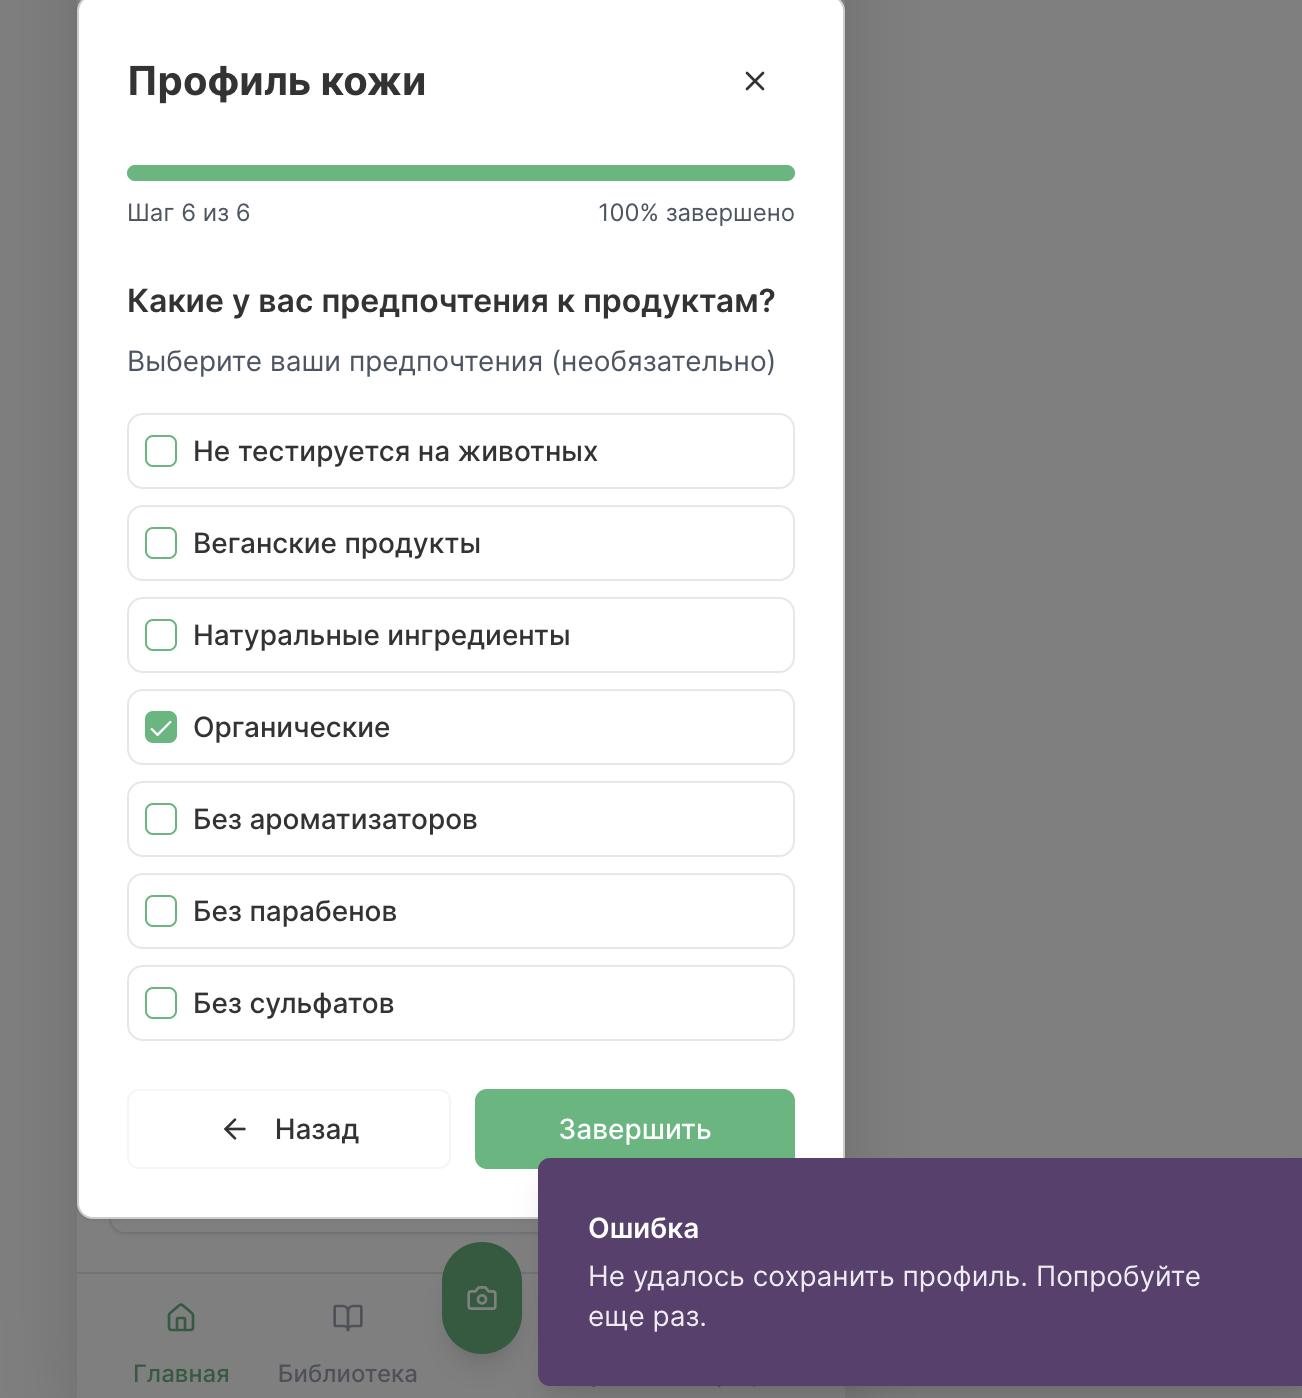 Профиль кожи
Шаг 6 из 6
100% завершено
Какие у вас предпочтения к продуктам?
Выберите ваши предпочтения (необязательно)
Не тестируется на животных
Веганские продукты
Натуральные ингредиенты
Органические
Без ароматизаторов
Без парабенов
Без сульфатов
Назад
Завершить
Ошибка
Не удалось сохранить профиль. Попробуйте
еще раз.
Главная
Библиотека